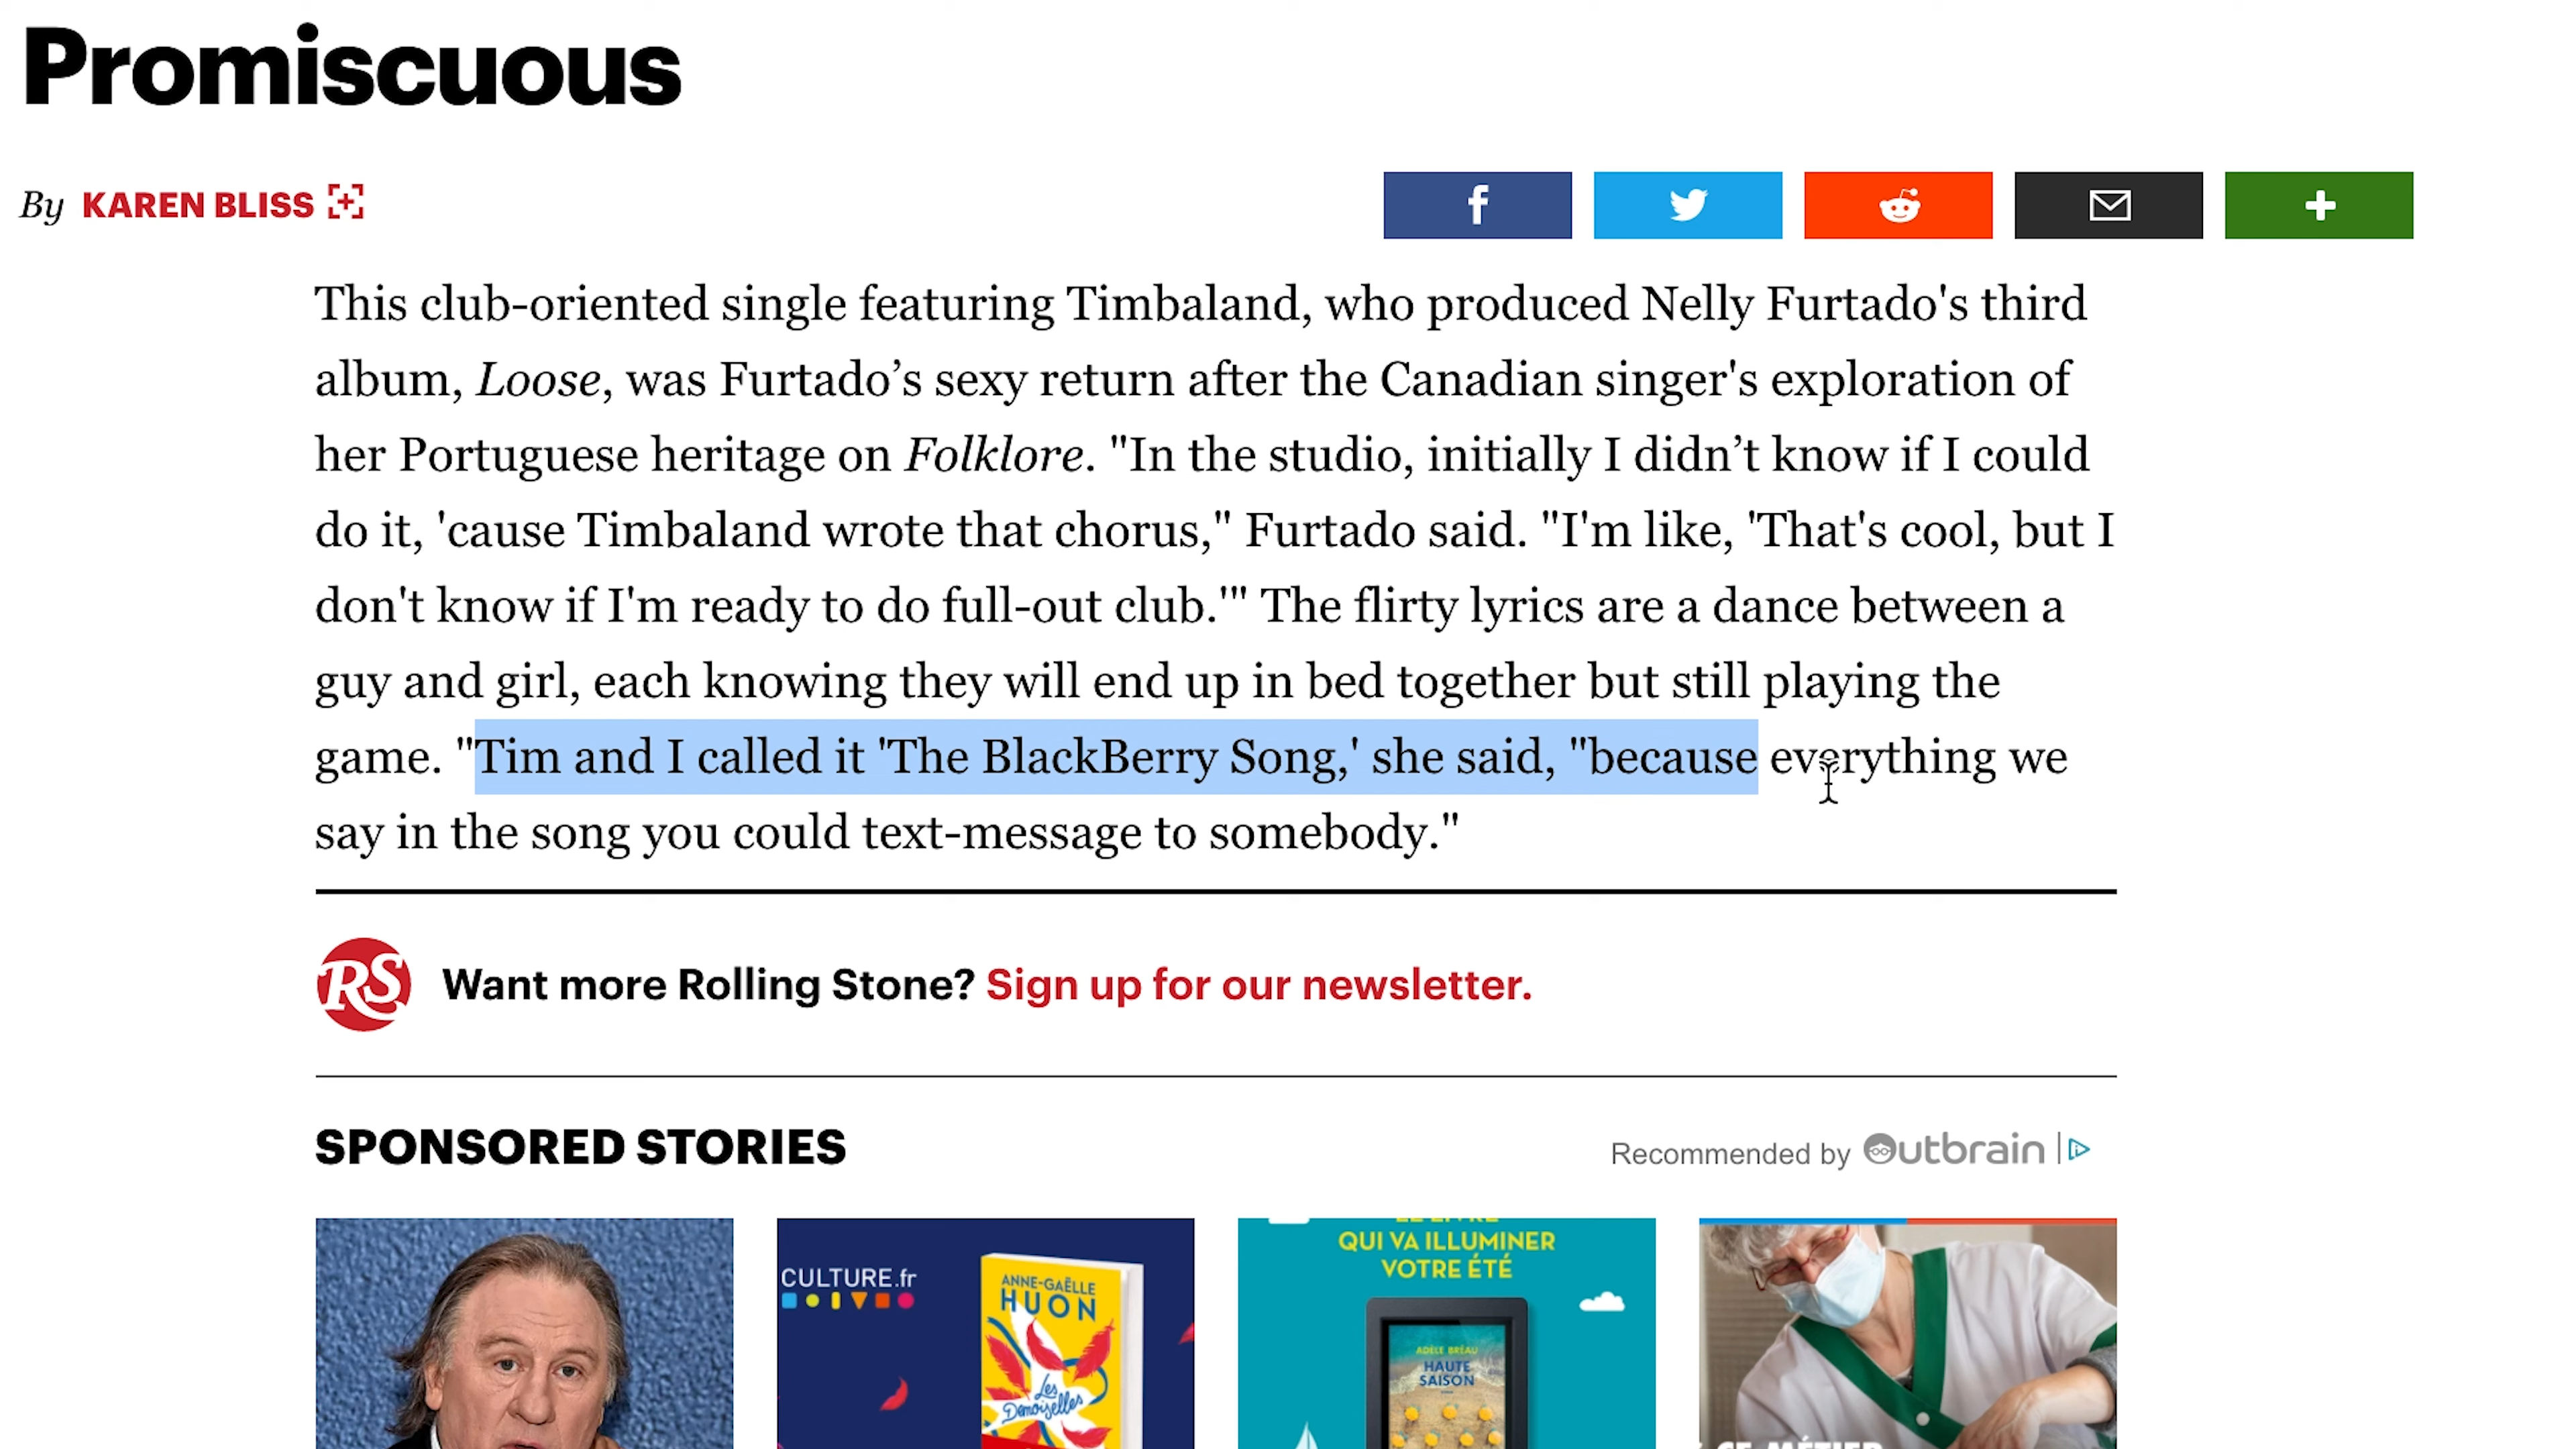 Promiscuous
By KAREN BLISS
This club-oriented single featuring Timbaland, who produced Nelly Furtado's third
album, Loose, was Furtado’s sexy return after the Canadian singer's exploration of
her Portuguese heritage on Folklore. "In the studio, initially I didn’t know if I could
do it, 'cause Timbaland wrote that chorus," Furtado said. "I'm like, 'That's cool, but I
don't know if I'm ready to do full-out club.'" The flirty lyrics are a dance between a
guy and girl, each knowing they will end up in bed together but still playing the
game. "Tim and I called it 'The BlackBerry Song,' she said, "because everything we
say in the song you could text-message to somebody."
RS
Want more Rolling Stone? Sign up for our newsletter.
SPONSORED STORIES
Recommended by Outbrain
CULTURE.fr
ANNE-GAËLLE
HUON
Les
Demoiselles
QUI VA ILLUMINER
VOTRE ÉTÉ
ADÈLE BRÉAU
HAUTE
SAISON